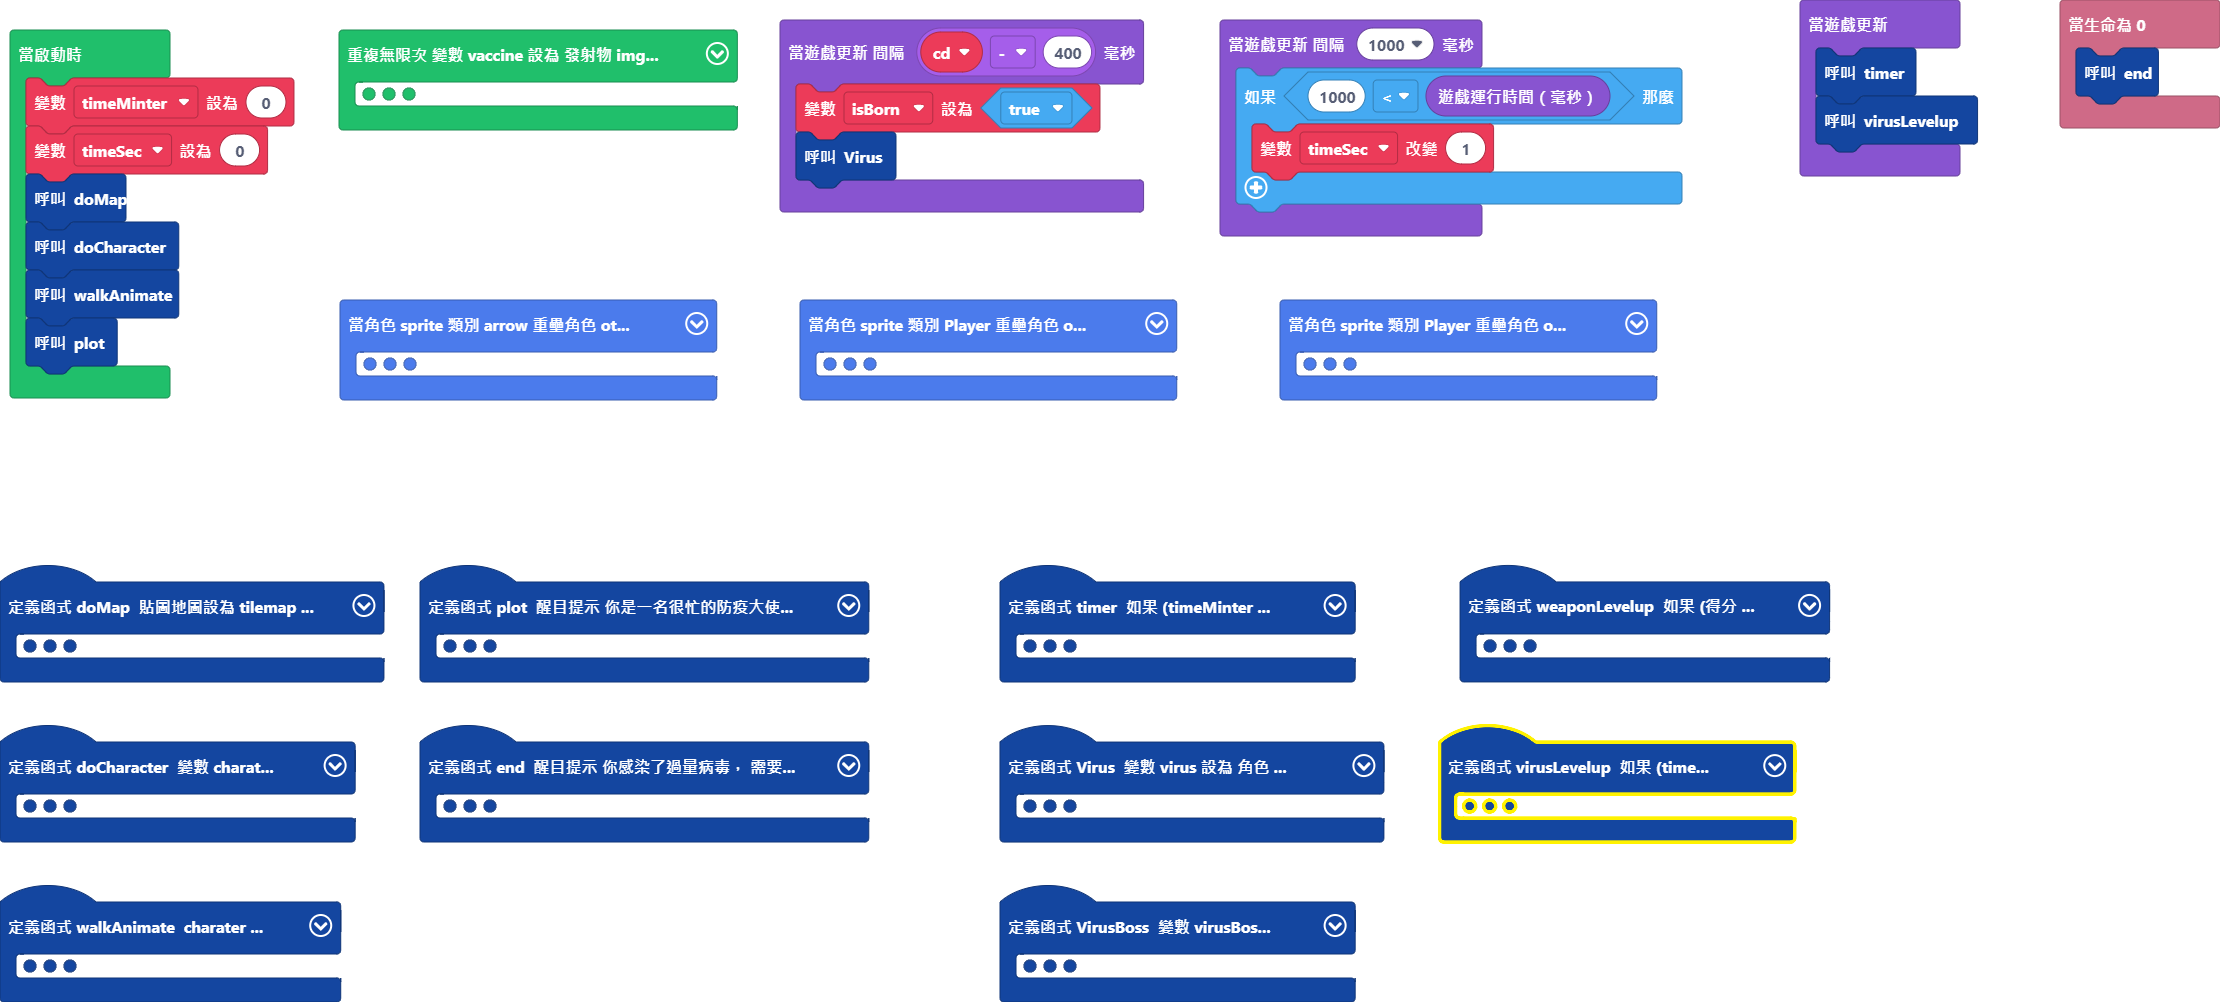 當啟動時
變數 timeMinter 設為 0
變數 timeSec 設為 0
呼叫 doMap
呼叫 doCharacter
呼叫 walkAnimate
呼叫 plot
重複無限次 變數 vaccine 設為 發射物 img...
當遊戲更新 間隔 cd - 400 毫秒
變數 isBorn 設為 true
呼叫 Virus
當遊戲更新 間隔 1000 毫秒
如果 1000 < 遊戲運行時間 ( 毫秒 ) 那麼
變數 timeSec 改變 1
當遊戲更新
呼叫 timer
呼叫 virusLevelup
當生命為 0
呼叫 end
當角色 sprite 類別 arrow 重疊角色 ot...
當角色 sprite 類別 Player 重疊角色 o...
當角色 sprite 類別 Player 重疊角色 o...
定義函式 doMap 貼圖地圖設為 tilemap ...
定義函式 plot 醒目提示 你是一名很忙的防疫大使...
定義函式 timer 如果 (timeMinter ...
定義函式 weaponLevelup 如果 (得分 ...
定義函式 doCharacter 變數 charat...
定義函式 end 醒目提示 你感染了過量病毒， 需要...
定義函式 Virus 變數 virus 設為 角色 ...
定義函式 virusLevelup 如果 (time...
定義函式 walkAnimate charater ...
定義函式 VirusBoss 變數 virusBos...